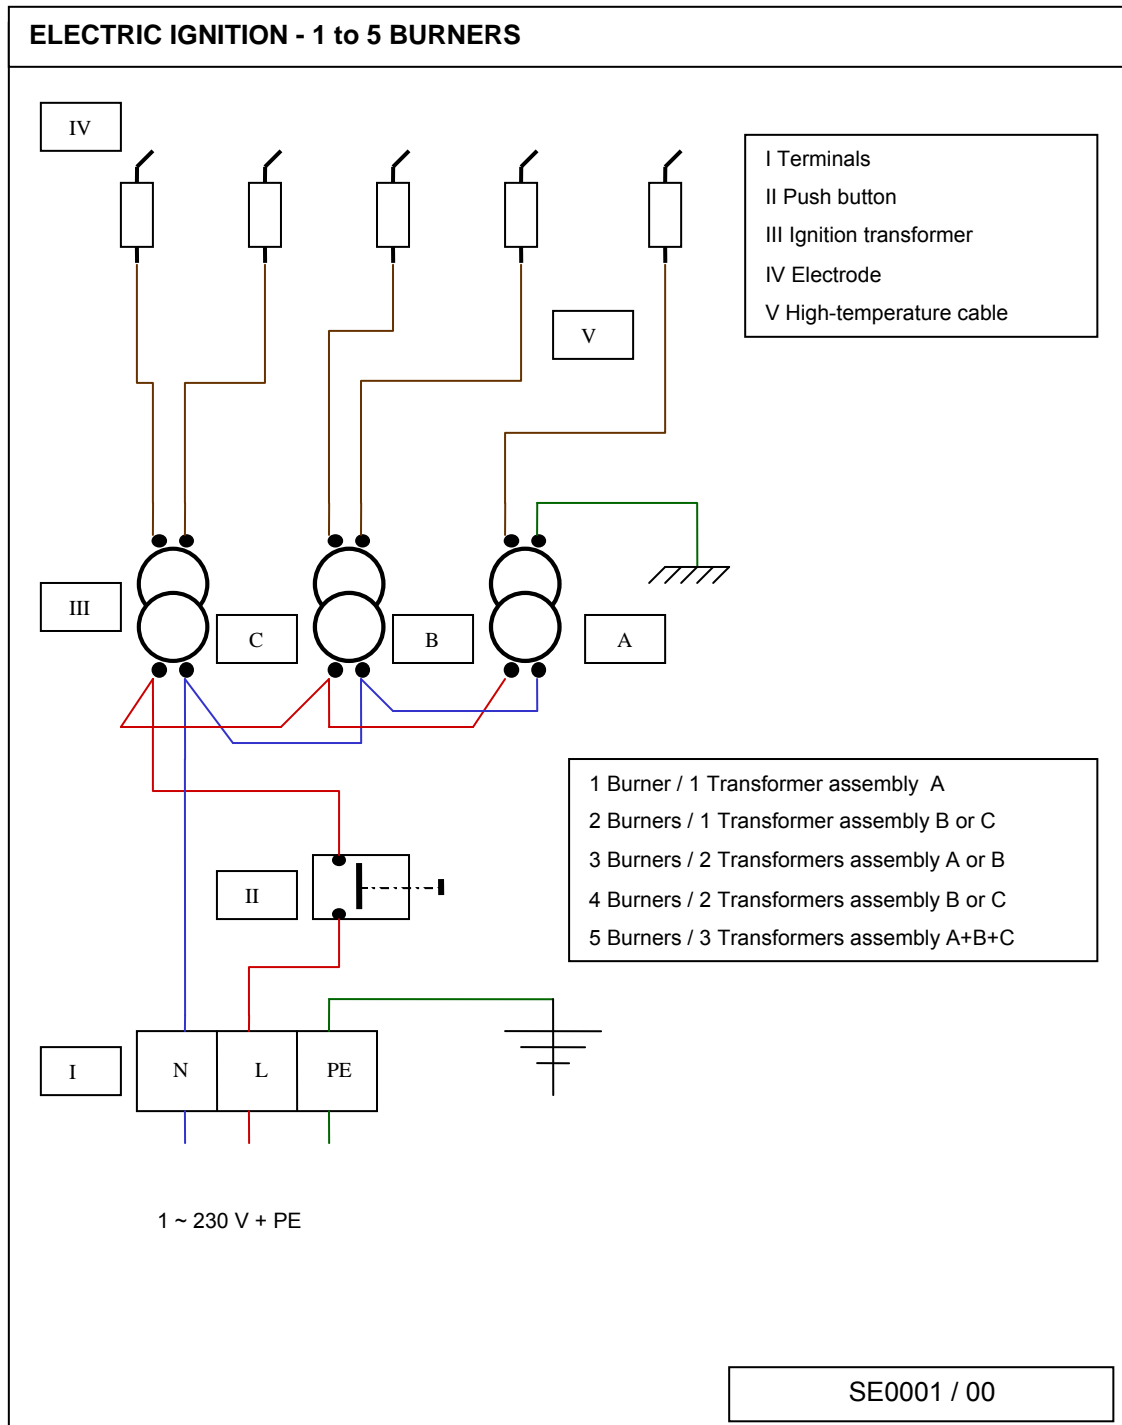 ELECTRIC IGNITION - 1 to 5 BURNERS
IV
I Terminals
II Push button
III Ignition transformer
IV Electrode
V High-temperature cable
V
III
C
B
A
1 Burner / 1 Transformer assembly A
2 Burners / 1 Transformer assembly B or C
3 Burners / 2 Transformers assembly A or B
4 Burners / 2 Transformers assembly B or C
5 Burners / 3 Transformers assembly A+B+C
II
I
N
L
PE
1 ~ 230 V + PE
SE0001 / 00